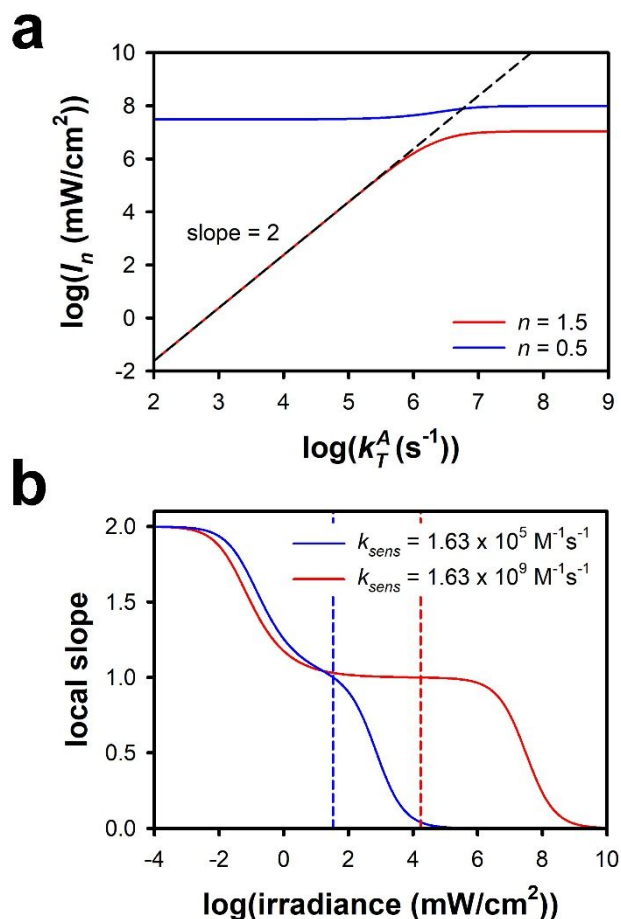 a
log(Iₙ (mW/cm²))
10
8
6
4
2
0
-2
slope = 2
n = 1.5
n = 0.5
2 3 4 5 6 7 8 9
log(k_T^A (s⁻¹))
b
local slope
2.0
1.5
1.0
0.5
0.0
k_sens = 1.63 x 10⁵ M⁻¹s⁻¹
k_sens = 1.63 x 10⁹ M⁻¹s⁻¹
-4 -2 0 2 4 6 8 10
log(irradiance (mW/cm²))